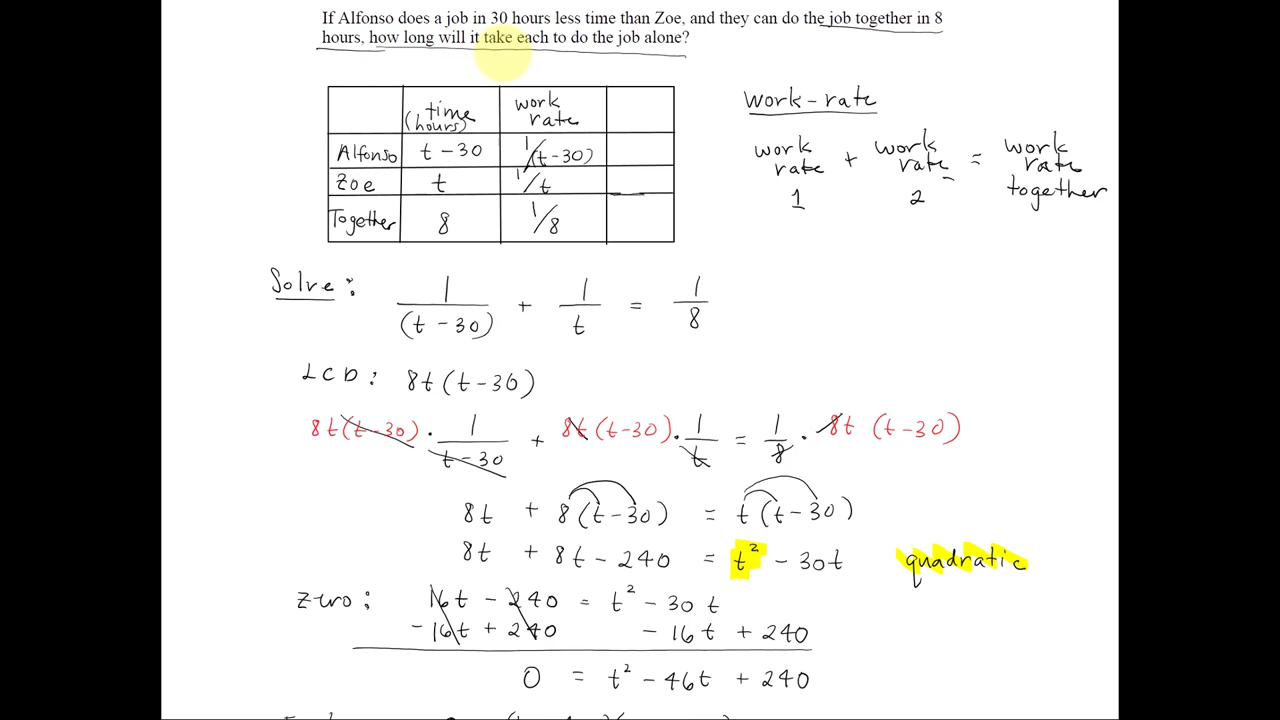 If Alfonso does a job in 30 hours less time than Zoe, and they can do the job together in 8
hours, how long will it take each to do the job alone?
time (hours) work rate
Alfonso t - 30 1/(t-30)
Zoe t 1/t
Together 8 1/8
Work-rate
work rate 1 + work rate 2 = work rate together
Solve: 1/(t-30) + 1/t = 1/8
LCD: 8t(t-30)
8t(t-30) · 1/t-30 + 8t(t-30) · 1/t = 1/8 · 8t (t-30)
8t + 8(t-30) = t(t-30)
8t + 8t - 240 = t² - 30t quadratic
Zero: 16t - 240 = t² - 30t
-16t + 240 - 16t + 240
0 = t² - 46t + 240